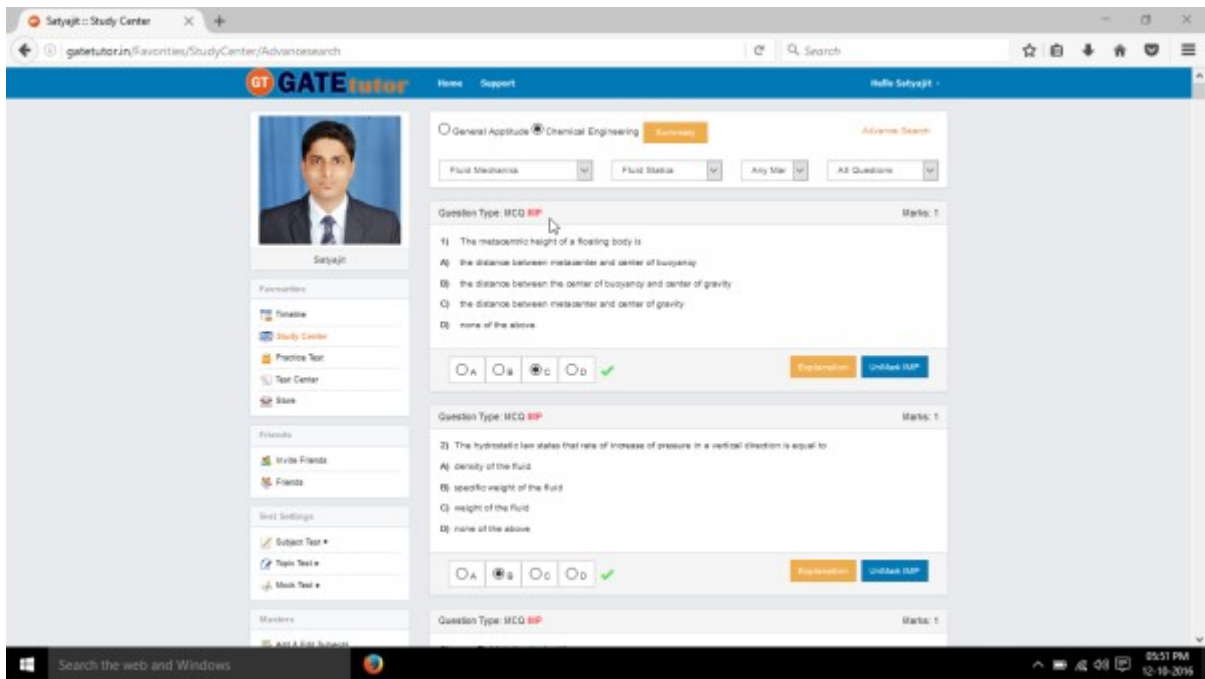 Satyajit :: Study Center
gatetutor.in/Favorities/StudyCenter/Advancesearch
Search
GT GATEtutor
Home Support
Hello Satyajit
General Apptitude Chemical Engineering Summary
Advance Search
Fluid Mechanics Fluid Statics Any Mar All Questions
Satyajit
Favourities
Timeline
Study Center
Practice Test
Test Center
Store
Friends
Invite Friends
Friends
Test Settings
Subject Test
Topic Test
Mock Test
Masters
Add & Edit Subjects
Question Type: MCQ IMP Marks: 1
1) The metacentric height of a floating body is
A) the distance between metacenter and center of buoyancy
B) the distance between the center of buoyancy and center of gravity
C) the distance between metacenter and center of gravity
D) none of the above
A B C D
Explanation UnMark IMP
Question Type: MCQ IMP Marks: 1
2) The hydrostatic law states that rate of increase of pressure in a vertical direction is equal to
A) density of the fluid
B) specific weight of the fluid
C) weight of the fluid
D) none of the above
A B C D
Explanation UnMark IMP
Question Type: MCQ IMP Marks: 1
Search the web and Windows
05:51 PM
12-10-2016